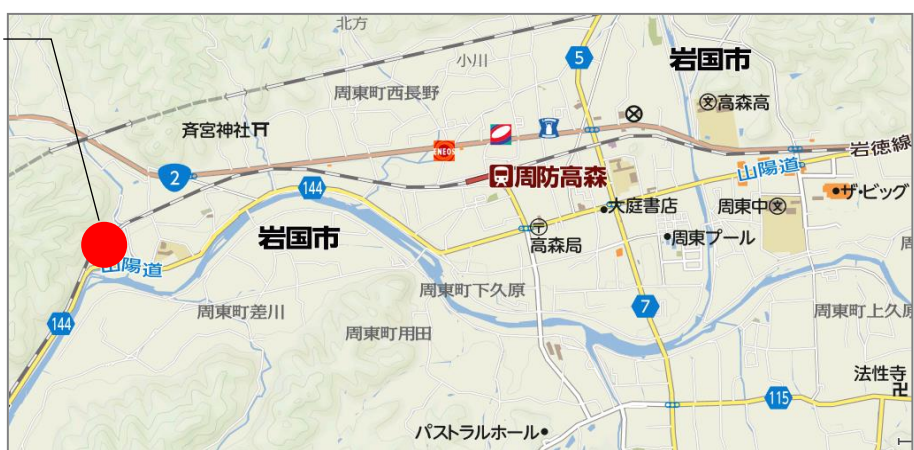 北方
小川
5
岩国市
周東町西長野
文高森高
斉宮神社
ENEOS
岩徳線
2
144
周防高森
山陽道
ザ・ビッグ
大庭書店
周東中文
岩国市
〒
高森局
周東プール
山陽道
周東町下久原
周東町差川
144
7
周東町上久原
周東町用田
法性寺
卍
115
パストラルホール